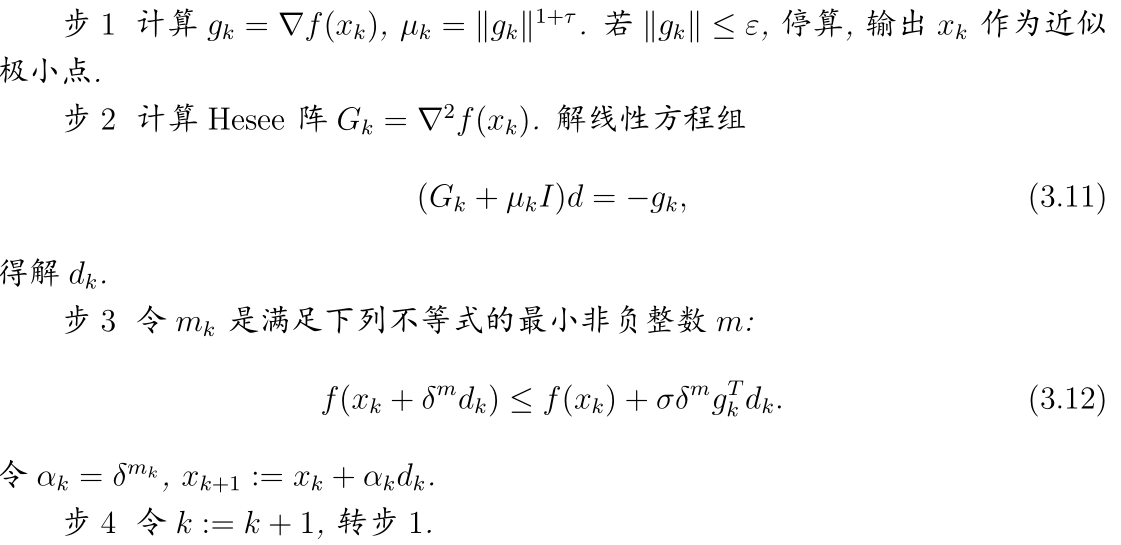 步 1 计算 $g_k = \nabla f(x_k)$, $\mu_k = \|g_k\|^{1+\tau}$. 若 $\|g_k\| \leq \varepsilon$, 停算, 输出 $x_k$ 作为近似
极小点.
步 2 计算 Hesee 阵 $G_k = \nabla^2 f(x_k)$. 解线性方程组
$(G_k + \mu_k I)d = -g_k,$ (3.11)
得解 $d_k$.
步 3 令 $m_k$ 是满足下列不等式的最小非负整数 $m$:
$f(x_k + \delta^m d_k) \leq f(x_k) + \sigma \delta^m g_k^T d_k.$ (3.12)
令 $\alpha_k = \delta^{m_k}$, $x_{k+1} := x_k + \alpha_k d_k$.
步 4 令 $k := k + 1$, 转步 1.